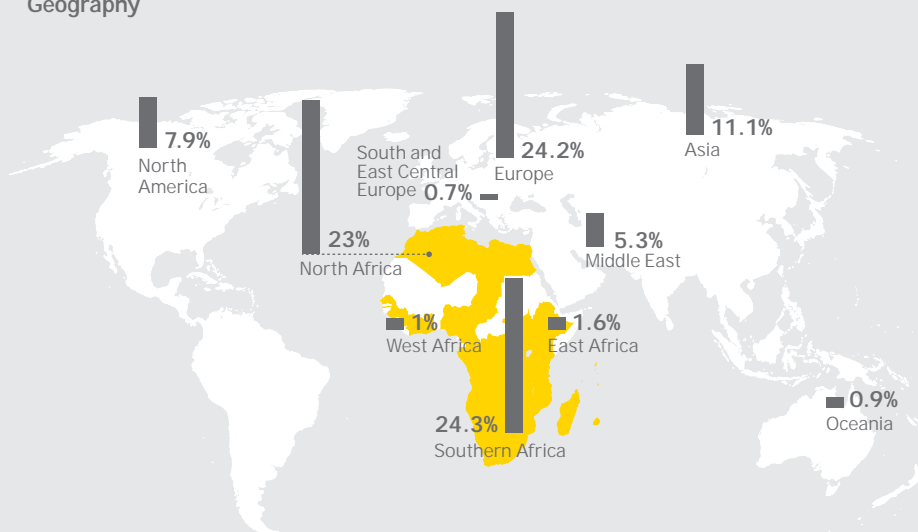 Geography
7.9%
North
America
23%
North Africa
South and
East Central
Europe
0.7%
24.2%
Europe
11.1%
Asia
5.3%
Middle East
1%
West Africa
1.6%
East Africa
24.3%
Southern Africa
0.9%
Oceania